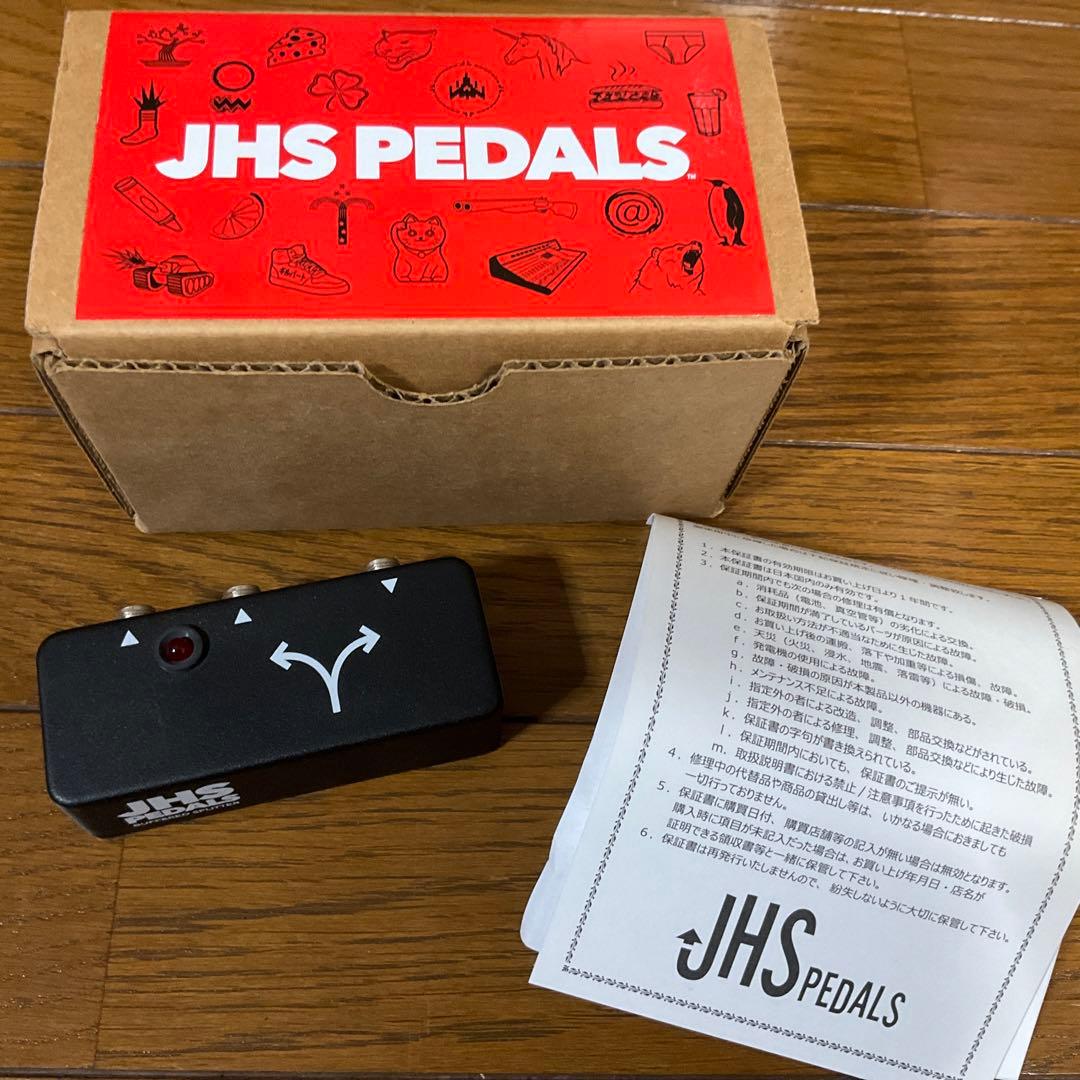 JHS PEDALS™
@
ギルバート
JHS
PEDALS
BUFFERED SPLITTER
1. 本保証書の有効期限はお買い上げ日より1年間です。
2. 本保証書は日本国内のみ有効です。
3. 保証期間内でも次の場合の修理は有償となります。
a. 消耗品（電池、真空管等）の劣化による交換。
b. 保証期間が満了しているパーツが原因による故障。
c. お取扱い方法が不適当なために生じた故障。
d. お買い上げ後の運搬、落下や加重等による損傷、故障。
e. 天災（火災、浸水、地震、落雷等）による故障・破損。
f. 発電機の使用による故障。
g. 故障・破損の原因が本製品以外の機器にある。
h. メンテナンス不足による故障。
i. 指定外の者による改造、調整、部品交換などがされている。
j. 指定外の者による修理、調整、部品交換などにより生じた故障。
k. 保証書の字句が書き換えられている。
l. 保証期間内においても、保証書のご提示が無い。
m. 取扱説明書における禁止/注意事項を行ったために起きた破損
4. 修理中の代替品や商品の貸出し等は、いかなる場合におきましても
一切行っておりません。
5. 保証書に購買日付、購買店舗等の記入が無い場合は無効となります。
購入時に項目が未記入だった場合は、お買い上げ年月日・店名が
証明できる領収書等と一緒に保管して下さい。
6. 保証書は再発行いたしませんので、紛失しないように大切に保管して下さい。
JHS PEDALS